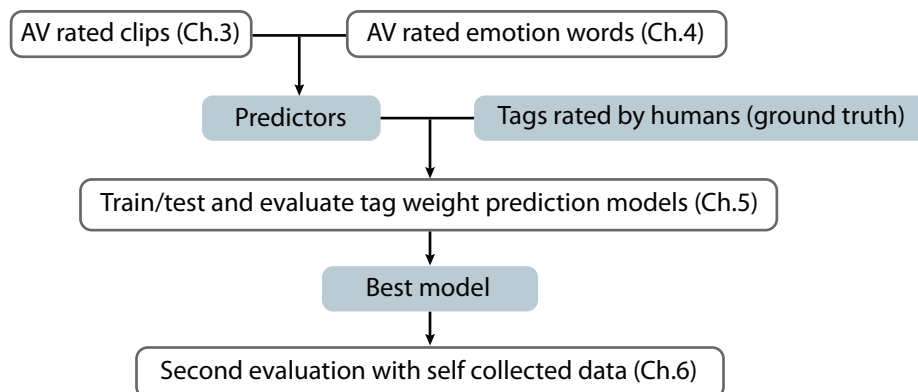 AV rated clips (Ch.3)
AV rated emotion words (Ch.4)
Predictors
Tags rated by humans (ground truth)
Train/test and evaluate tag weight prediction models (Ch.5)
Best model
Second evaluation with self collected data (Ch.6)